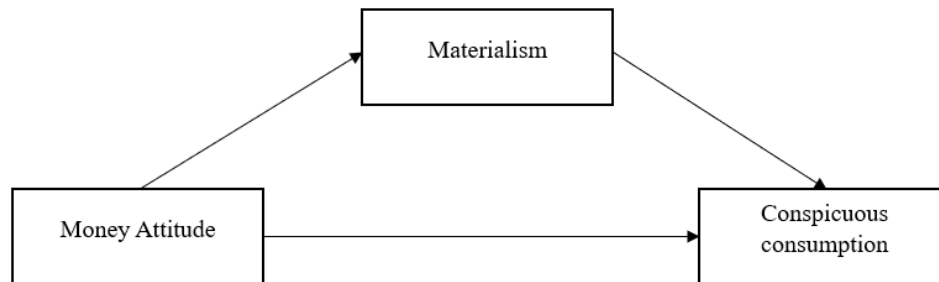 Materialism
Money Attitude
Conspicuous
consumption